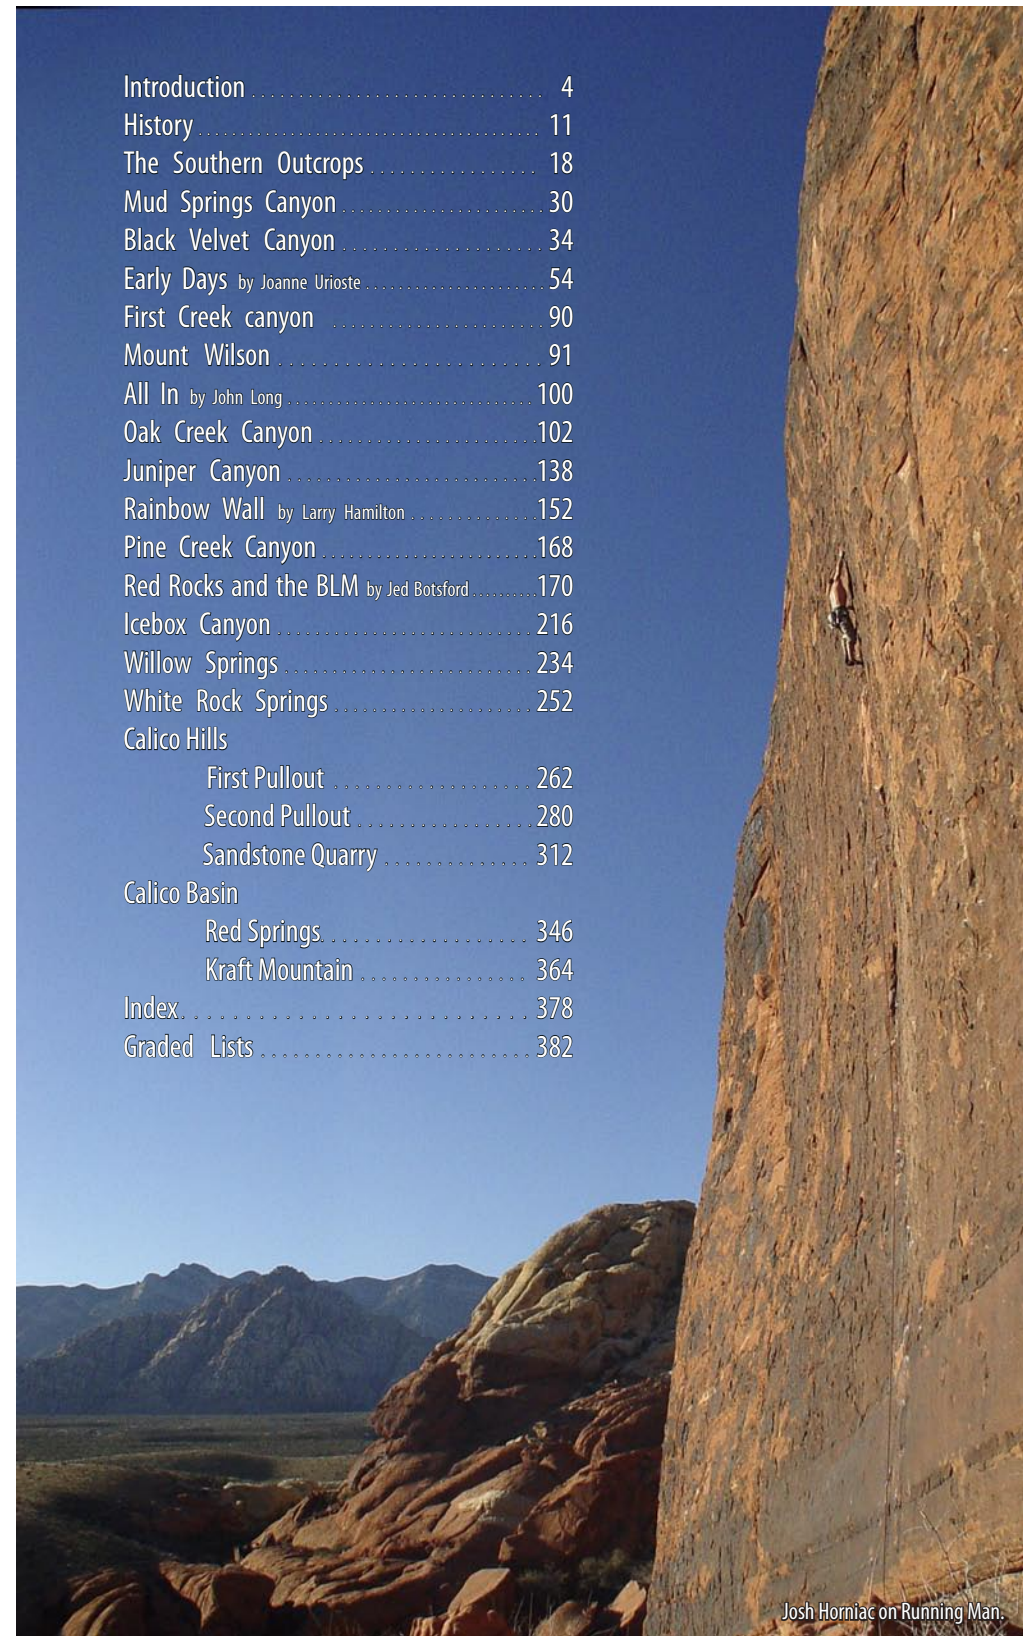 Introduction . . . . . . . . . . . . . . . . . . . . . . . . . . . . . . . 4
History . . . . . . . . . . . . . . . . . . . . . . . . . . . . . . . . . . . . . . . . 11
The Southern Outcrops . . . . . . . . . . . . . . . . 18
Mud Springs Canyon . . . . . . . . . . . . . . . . . . . . . . . 30
Black Velvet Canyon . . . . . . . . . . . . . . . . . . . 34
Early Days by Joanne Urioste . . . . . . . . . . . . . . . . . . . . . . 54
First Creek canyon . . . . . . . . . . . . . . . . . . . . . . . 90
Mount Wilson . . . . . . . . . . . . . . . . . . . . . . 91
All In by John Long . . . . . . . . . . . . . . . . . . . . . . . . . . . . . . 100
Oak Creek Canyon . . . . . . . . . . . . . . . . . . . . . . 102
Juniper Canyon . . . . . . . . . . . . . . . . . . . . . . . . . 138
Rainbow Wall by Larry Hamilton . . . . . . . . . . . . . 152
Pine Creek Canyon . . . . . . . . . . . . . . . . . . . . . . . 168
Red Rocks and the BLM by Jed Botsford . . . . . . . . . . 170
Icebox Canyon . . . . . . . . . . . . . . . . . . . . . . . . 216
Willow Springs . . . . . . . . . . . . . . . . . . . . . . . . 234
White Rock Springs . . . . . . . . . . . . . . . . . . . 252
Calico Hills
First Pullout . . . . . . . . . . . . . . . . . . 262
Second Pullout . . . . . . . . . . . . . . . . 280
Sandstone Quarry . . . . . . . . . . . . . 312
Calico Basin
Red Springs. . . . . . . . . . . . . . . . . . 346
Kraft Mountain . . . . . . . . . . . . . . . 364
Index. . . . . . . . . . . . . . . . . . . . . . . . . . . 378
Graded Lists . . . . . . . . . . . . . . . . . . . . . . . . 382
Josh Horniac on Running Man.